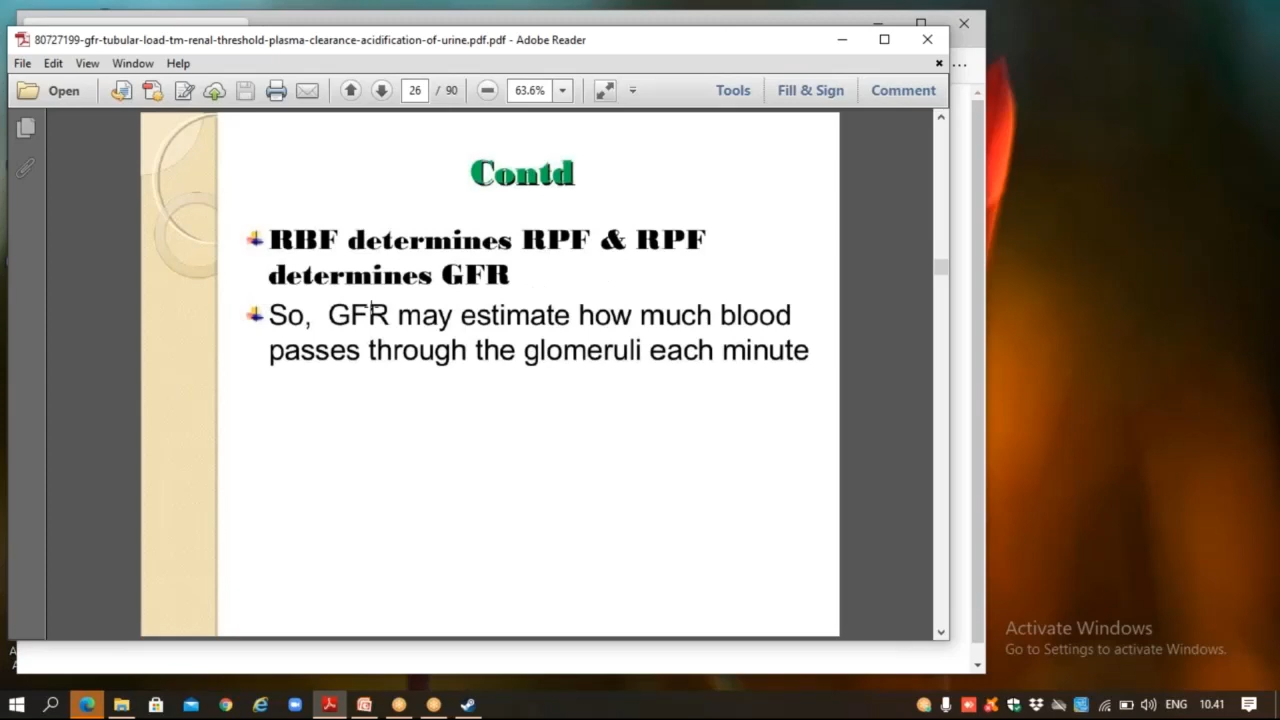 80727199-gfr-tubular-load-tm-renal-threshold-plasma-clearance-acidification-of-urine.pdf.pdf - Adobe Reader
File Edit View Window Help
Open 26 / 90 63.6% Tools Fill & Sign Comment
Contd
RBF determines RPF & RPF
determines GFR
So, GFR may estimate how much blood
passes through the glomeruli each minute
Activate Windows
Go to Settings to activate Windows.
ENG 10.41